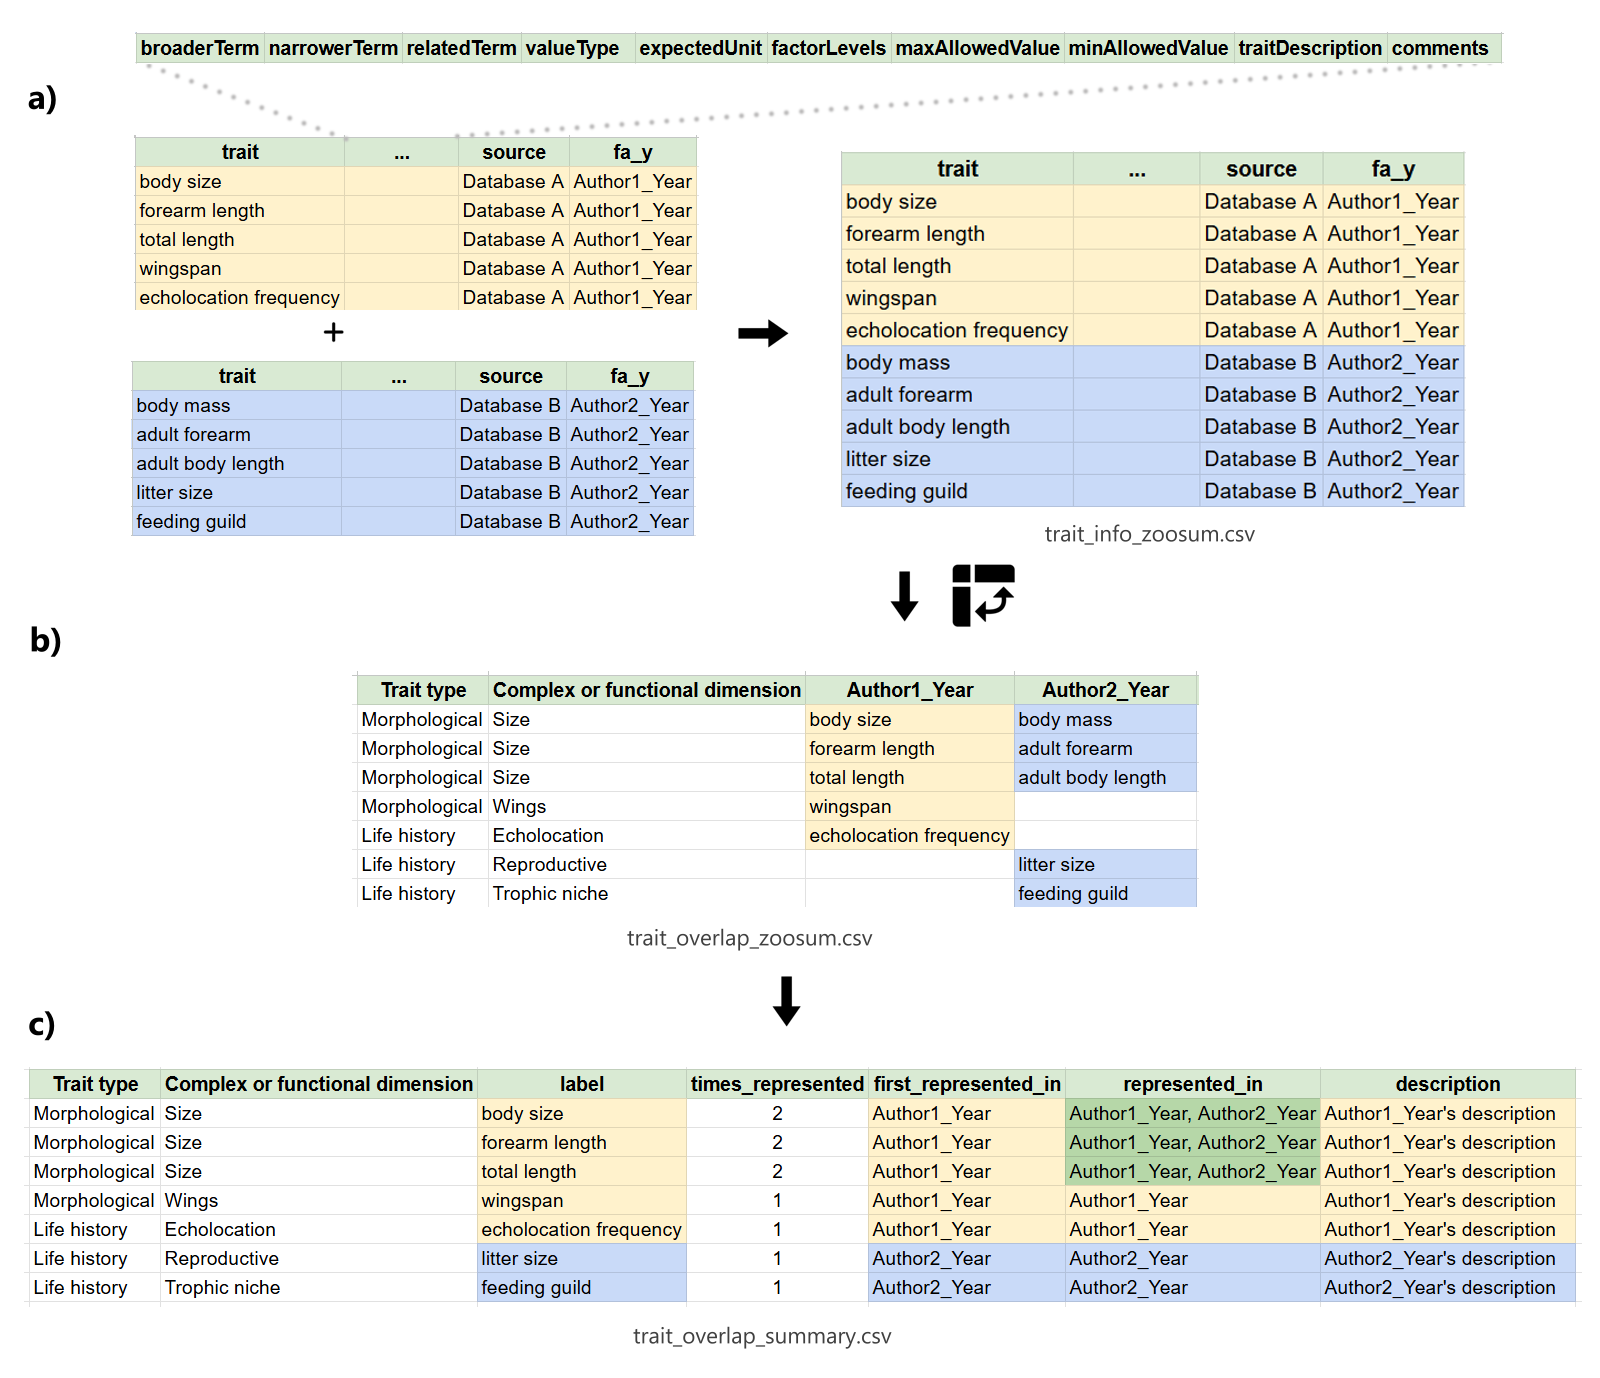 broaderTerm narrowerTerm relatedTerm valueType expectedUnit factorLevels maxAllowedValue minAllowedValue traitDescription comments
a)
trait ... source fa_y
body size Database A Author1_Year
forearm length Database A Author1_Year
total length Database A Author1_Year
wingspan Database A Author1_Year
echolocation frequency Database A Author1_Year
+
trait ... source fa_y
body mass Database B Author2_Year
adult forearm Database B Author2_Year
adult body length Database B Author2_Year
litter size Database B Author2_Year
feeding guild Database B Author2_Year
trait ... source fa_y
body size Database A Author1_Year
forearm length Database A Author1_Year
total length Database A Author1_Year
wingspan Database A Author1_Year
echolocation frequency Database A Author1_Year
body mass Database B Author2_Year
adult forearm Database B Author2_Year
adult body length Database B Author2_Year
litter size Database B Author2_Year
feeding guild Database B Author2_Year
trait_info_zoosum.csv
b)
Trait type Complex or functional dimension Author1_Year Author2_Year
Morphological Size body size body mass
Morphological Size forearm length adult forearm
Morphological Size total length adult body length
Morphological Wings wingspan
Life history Echolocation echolocation frequency
Life history Reproductive litter size
Life history Trophic niche feeding guild
trait_overlap_zoosum.csv
c)
Trait type Complex or functional dimension label times_represented first_represented_in represented_in description
Morphological Size body size 2 Author1_Year Author1_Year, Author2_Year Author1_Year's description
Morphological Size forearm length 2 Author1_Year Author1_Year, Author2_Year Author1_Year's description
Morphological Size total length 2 Author1_Year Author1_Year, Author2_Year Author1_Year's description
Morphological Wings wingspan 1 Author1_Year Author1_Year Author1_Year's description
Life history Echolocation echolocation frequency 1 Author1_Year Author1_Year Author1_Year's description
Life history Reproductive litter size 1 Author2_Year Author2_Year Author2_Year's description
Life history Trophic niche feeding guild 1 Author2_Year Author2_Year Author2_Year's description
trait_overlap_summary.csv